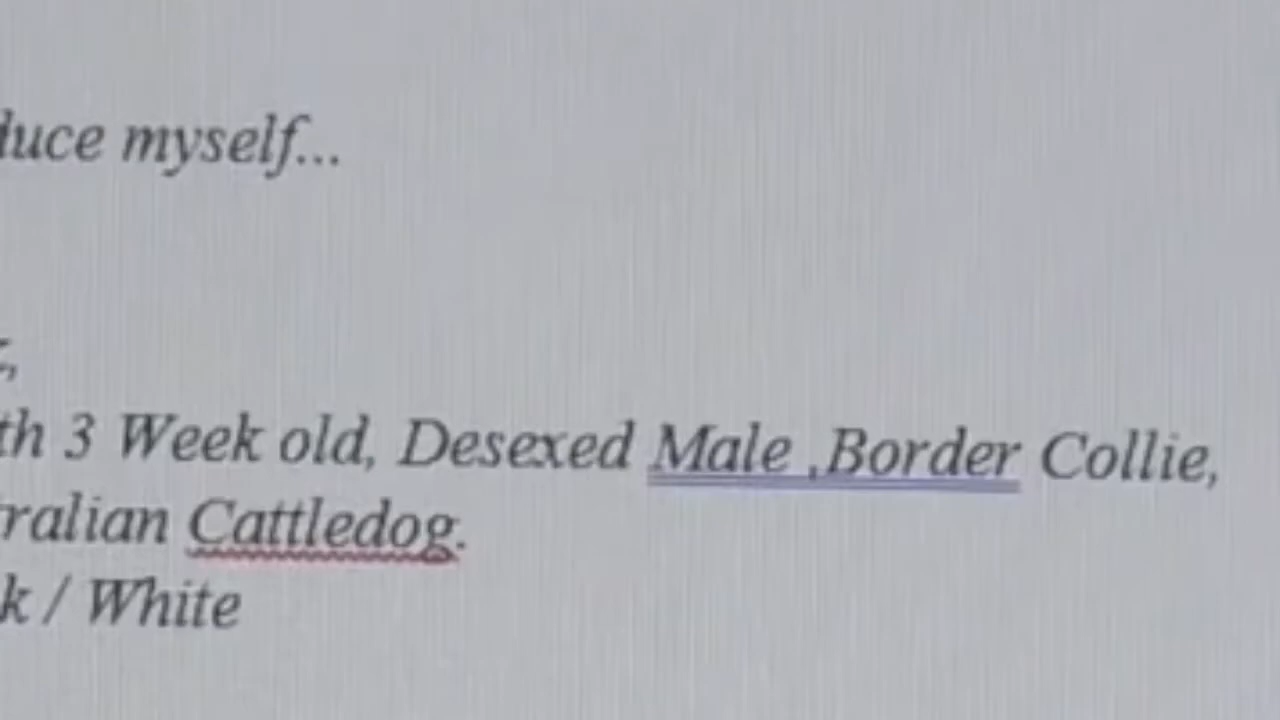 duce myself...
,
th 3 Week old, Desexed Male ,Border Collie,
ralian Cattledog.
k / White